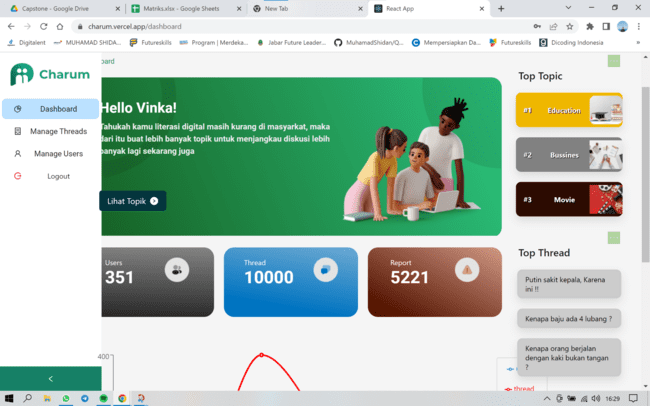 Capstone - Google Drive
Matriks.xlsx - Google Sheets
New Tab
React App
charum.vercel.app/dashboard
Digitalent
MUHAMAD SHIDA...
Futureskills
Program | Merdeka...
Jabar Future Leader...
MuhamadShidan/Q...
Mempersiapkan Da...
Futureskills
Dicoding Indonesia
Charum
Dashboard
Manage Threads
Manage Users
Logout
board
Hello Vinka!
Tahukah kamu literasi digital masih kurang di masyarkat, maka
dari itu buat lebih banyak topik untuk menjangkau diskusi lebih
banyak lagi sekarang juga
Lihat Topik
Users
351
Thread
10000
Report
5221
400
thread
Top Topic
#1 Education
#2 Bussines
#3 Movie
Top Thread
Putin sakit kepala, Karena
ini !!
Kenapa baju ada 4 lubang ?
Kenapa orang berjalan
dengan kaki bukan tangan
?
16:29